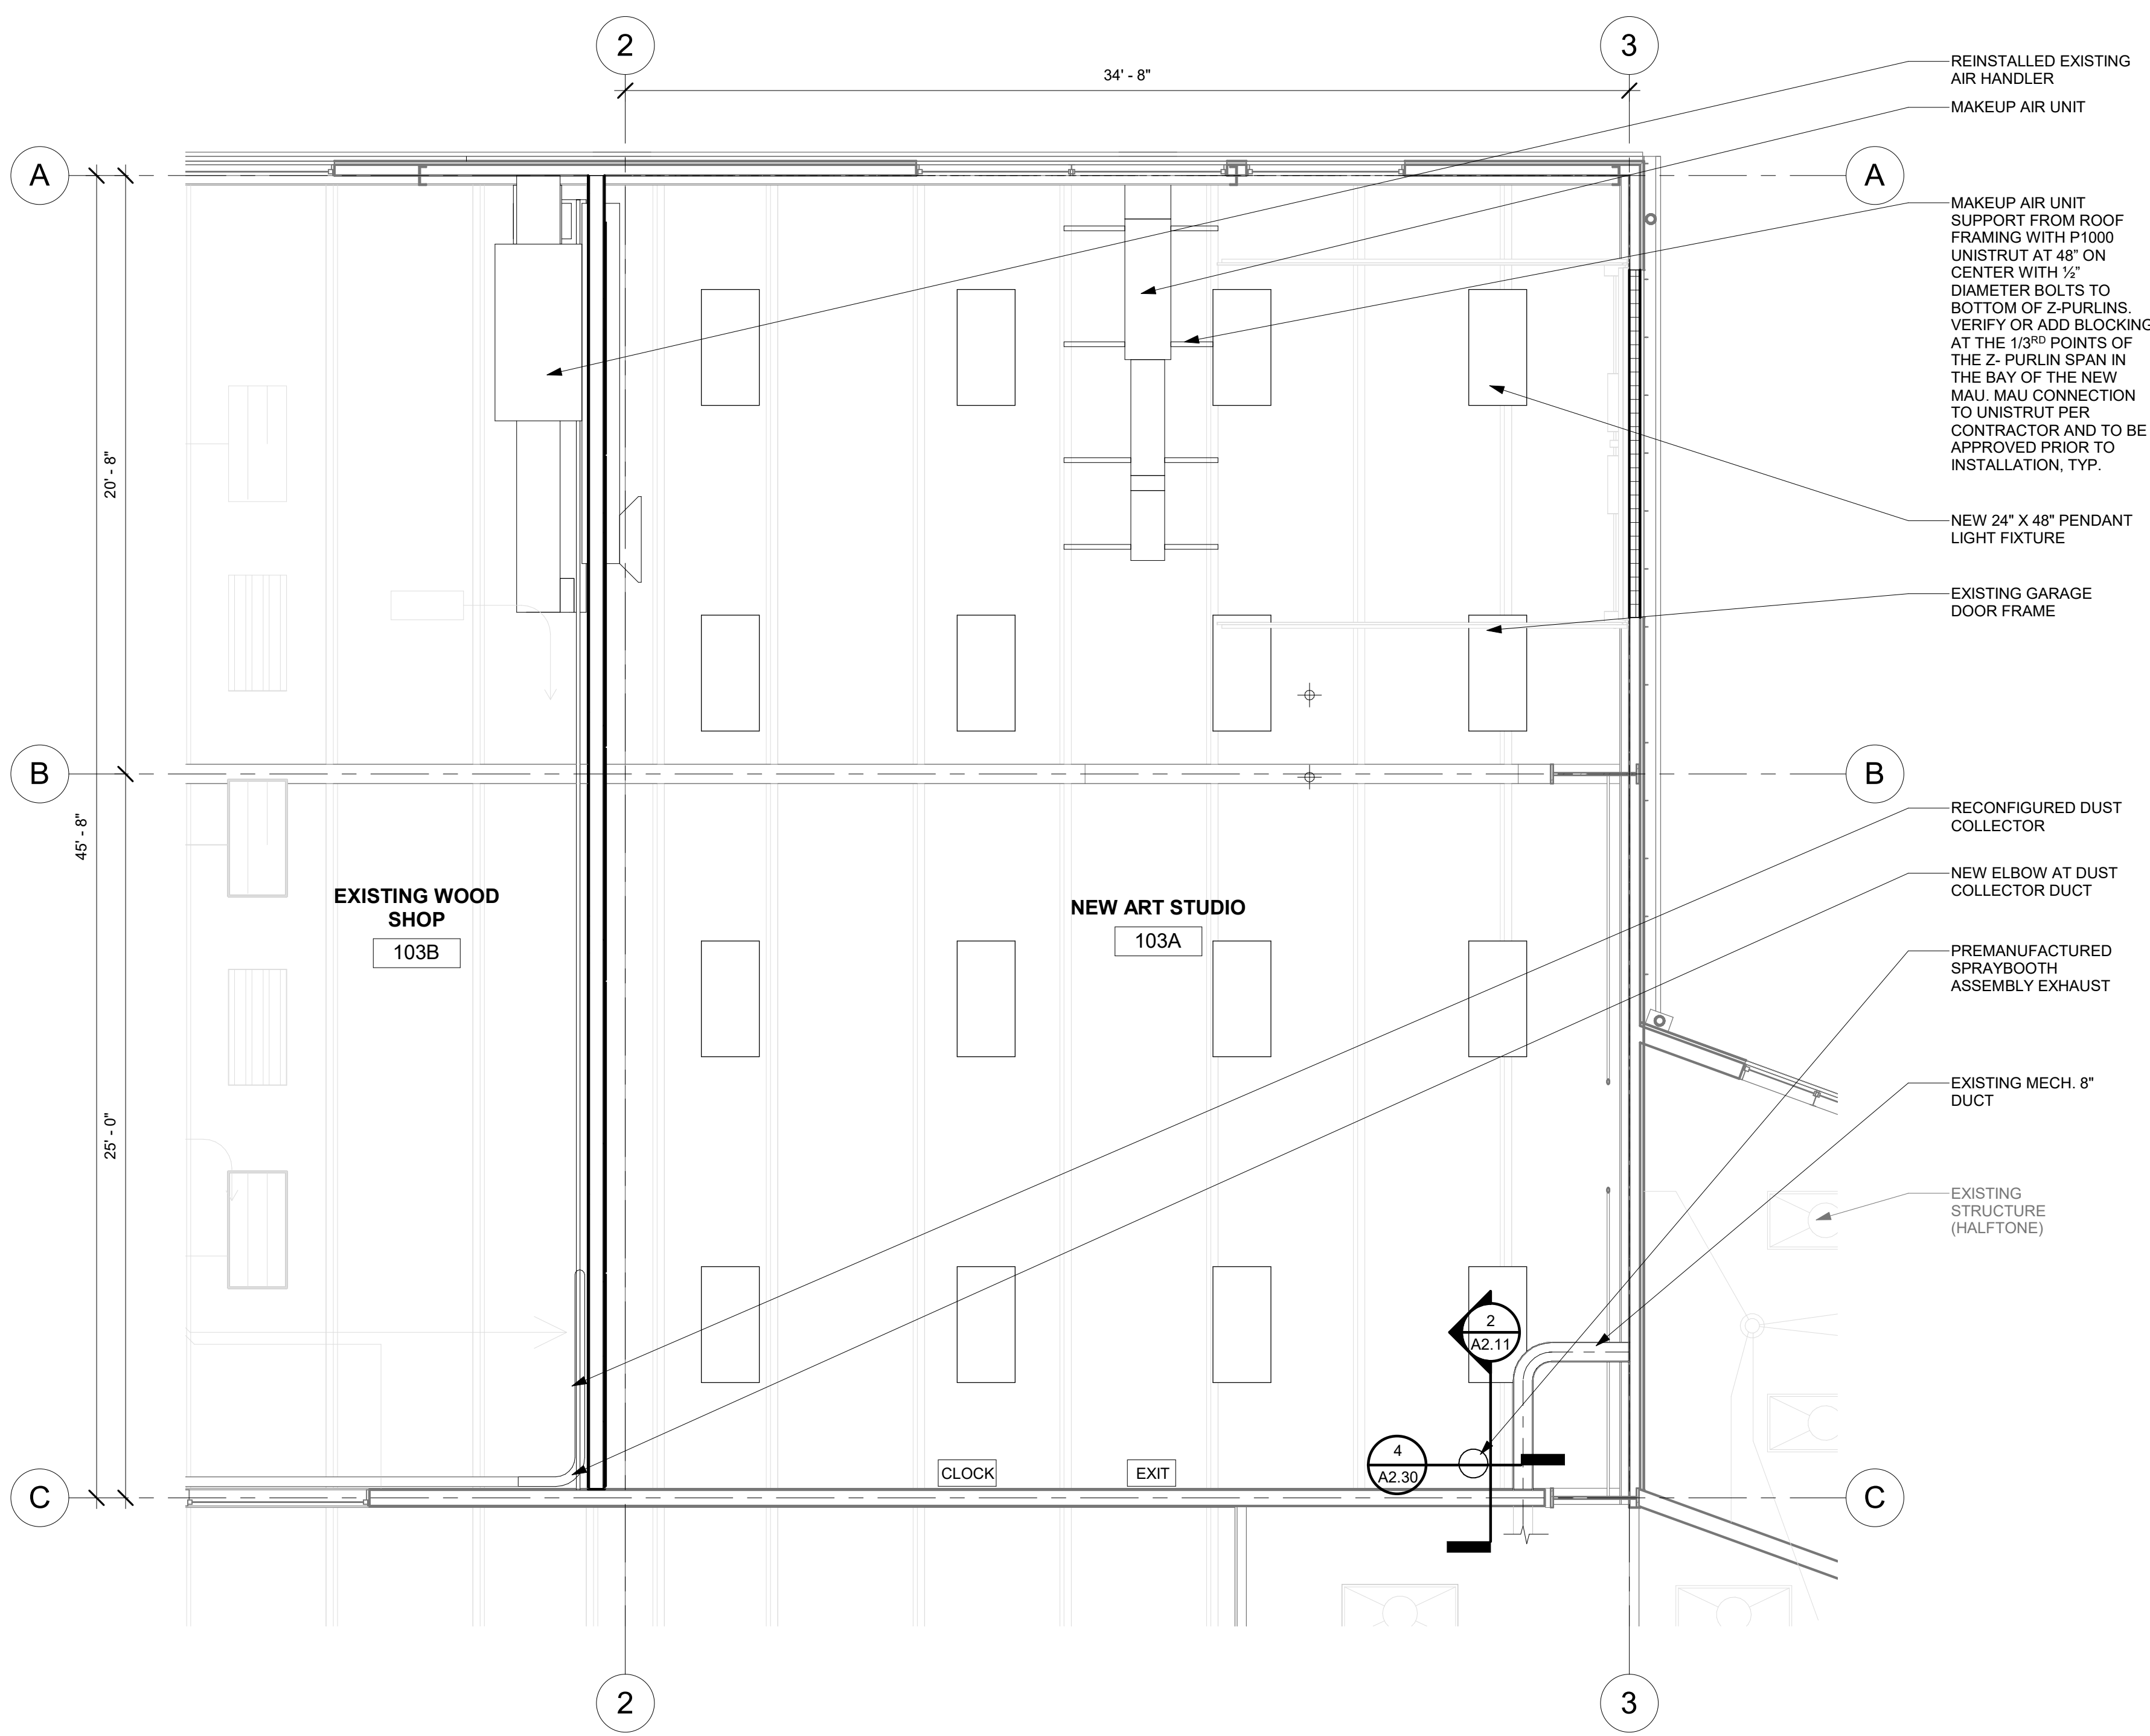 2
3
34' - 8"
REINSTALLED EXISTING
AIR HANDLER
MAKEUP AIR UNIT
A
A
MAKEUP AIR UNIT
SUPPORT FROM ROOF
FRAMING WITH P1000
UNISTRUT AT 48” ON
CENTER WITH ½”
DIAMETER BOLTS TO
BOTTOM OF Z-PURLINS.
VERIFY OR ADD BLOCKING
AT THE 1/3RD POINTS OF
THE Z- PURLIN SPAN IN
THE BAY OF THE NEW
MAU. MAU CONNECTION
TO UNISTRUT PER
CONTRACTOR AND TO BE
APPROVED PRIOR TO
INSTALLATION, TYP.
20' - 8"
NEW 24" X 48" PENDANT
LIGHT FIXTURE
EXISTING GARAGE
DOOR FRAME
B
B
45' - 8"
RECONFIGURED DUST
COLLECTOR
NEW ELBOW AT DUST
COLLECTOR DUCT
EXISTING WOOD
SHOP
103B
NEW ART STUDIO
103A
PREMANUFACTURED
SPRAYBOOTH
ASSEMBLY EXHAUST
25' - 0"
EXISTING MECH. 8"
DUCT
EXISTING
STRUCTURE
(HALFTONE)
2
A2.11
4
A2.30
CLOCK
EXIT
C
C
2
3